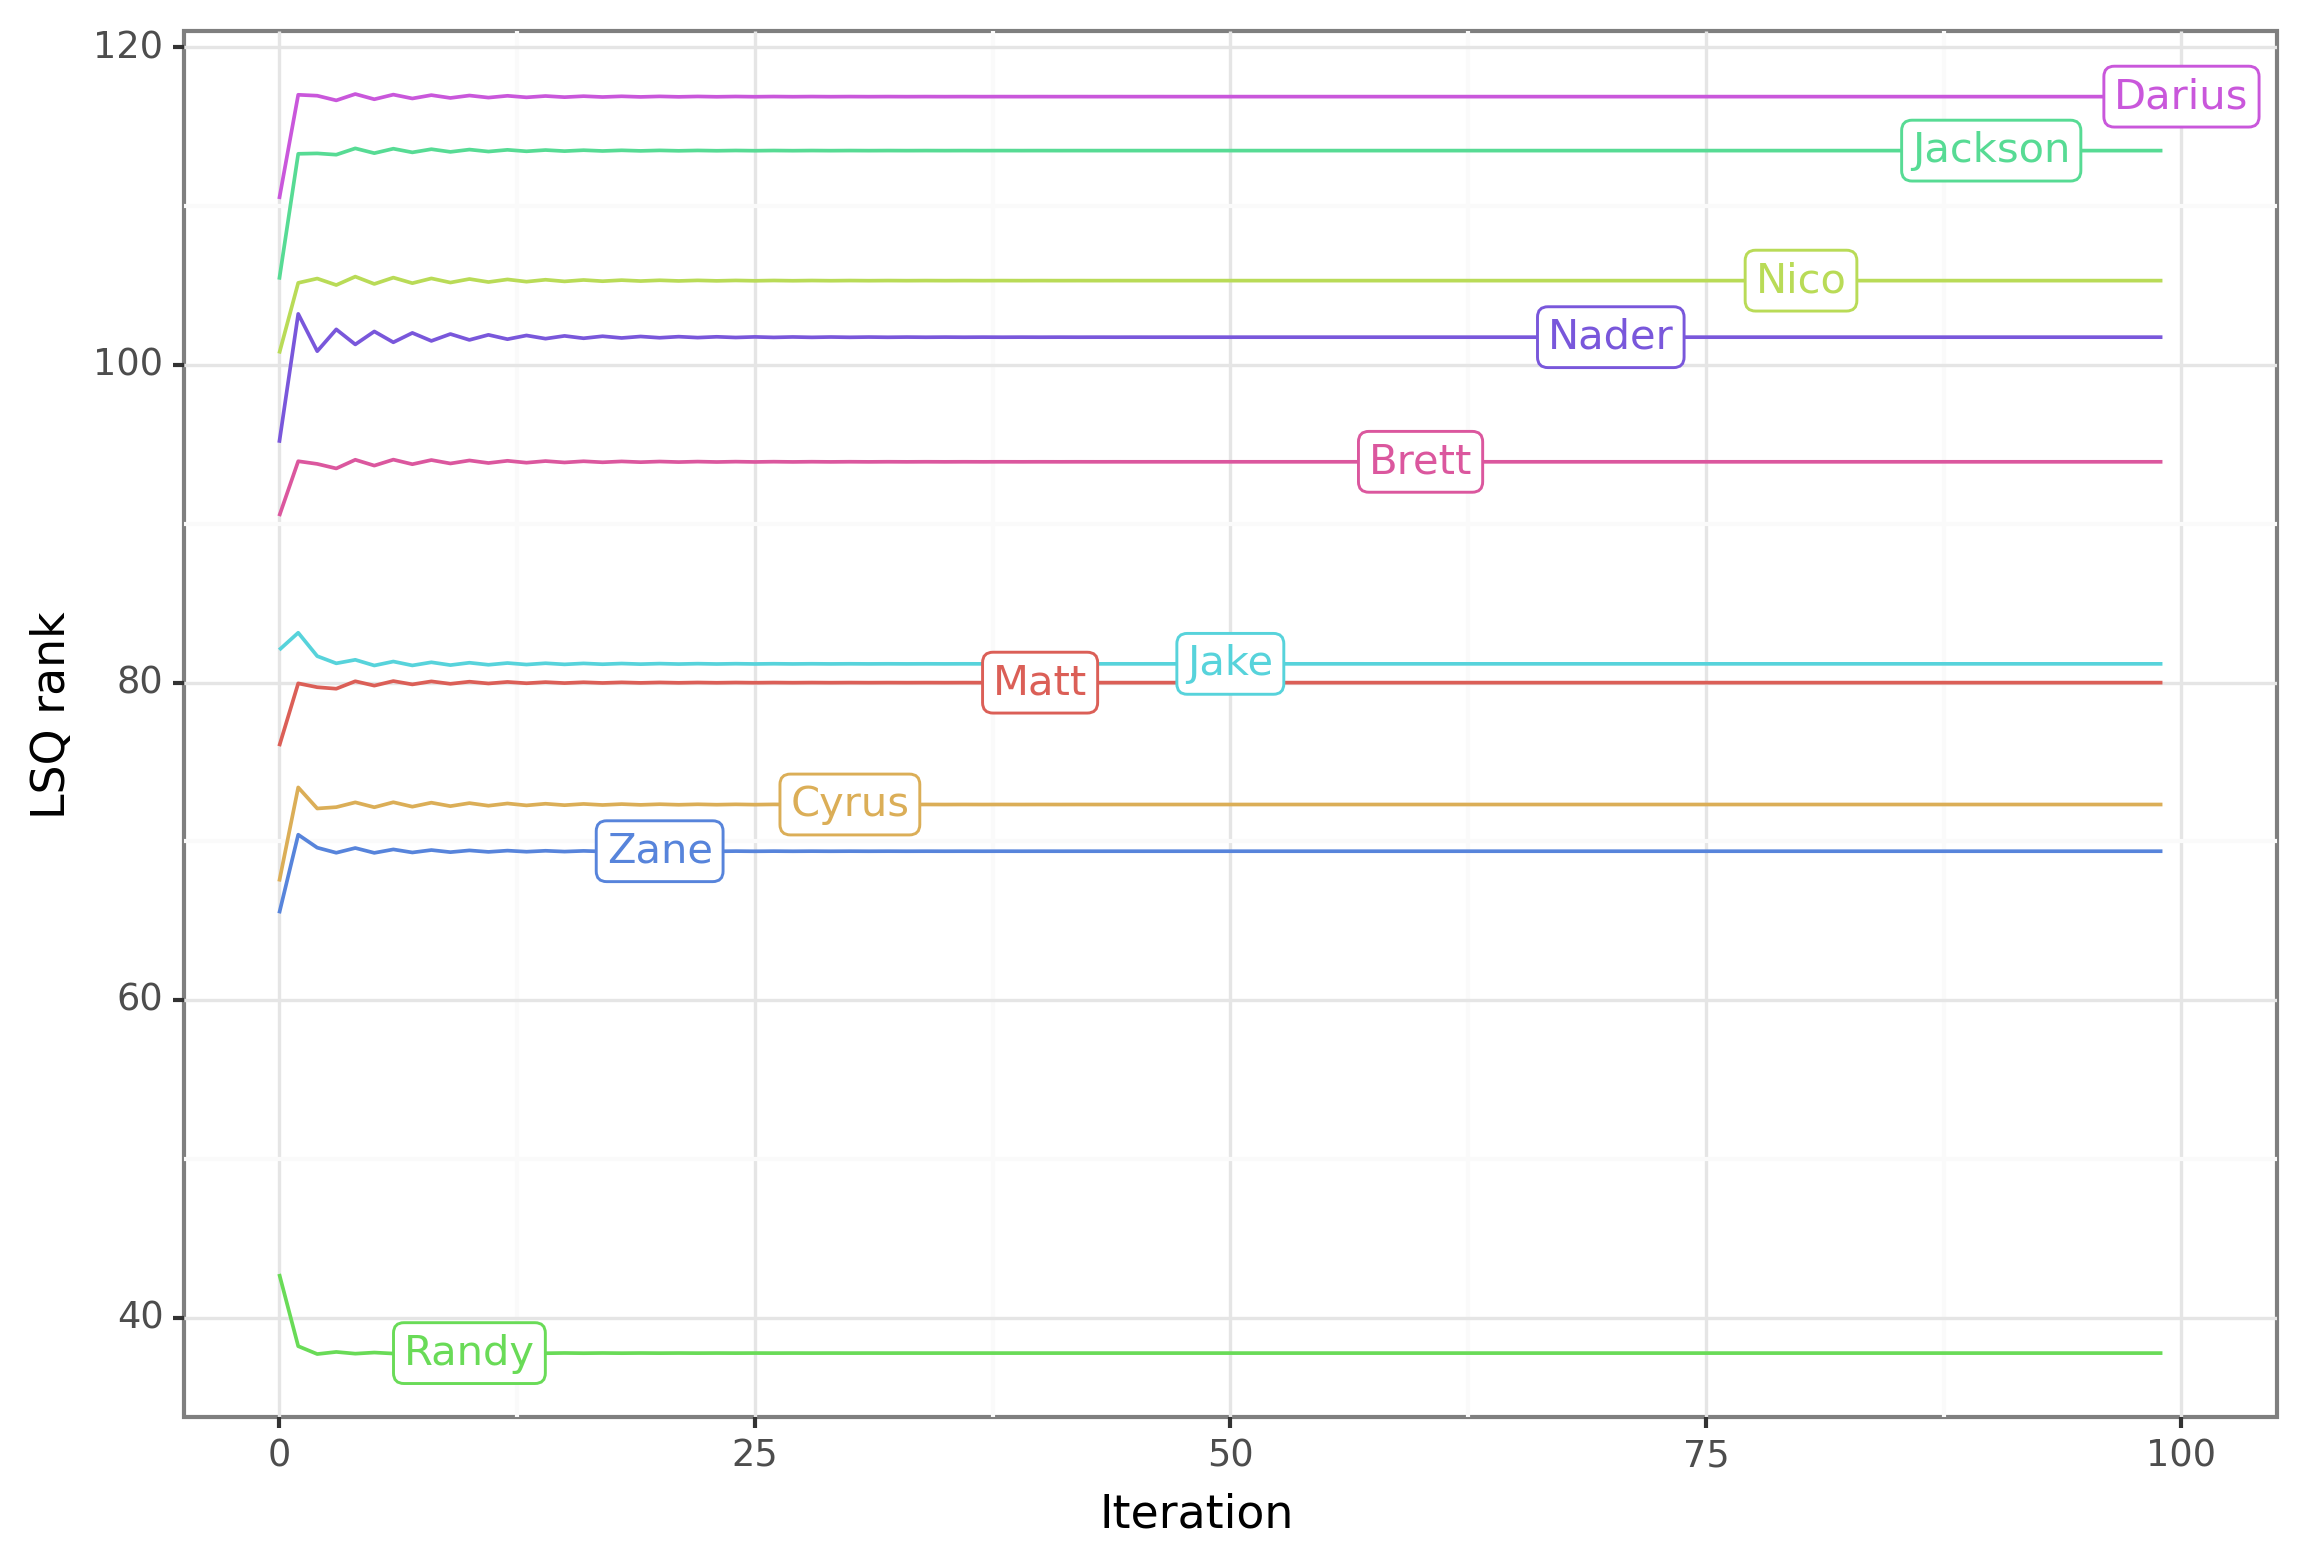 120
Darius
Jackson
Nico
Nader
100
Brett
Jake
Matt
80
Cyrus
Zane
60
40
Randy
0 25 50 75 100
Iteration
LSQ rank